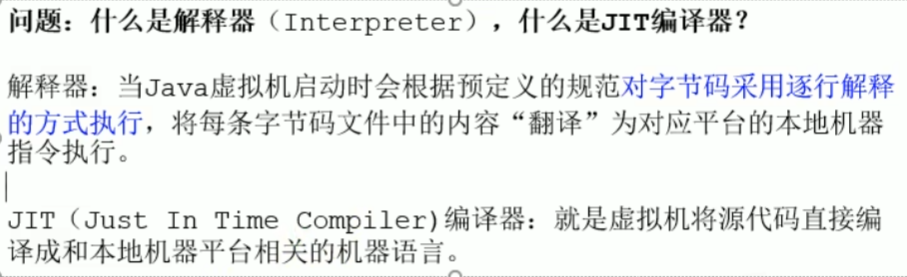 问题：什么是解释器（Interpreter），什么是JIT编译器？
解释器：当Java虚拟机启动时会根据预定义的规范对字节码采用逐行解释
的方式执行，将每条字节码文件中的内容“翻译”为对应平台的本地机器
指令执行。
JIT（Just In Time Compiler)编译器：就是虚拟机将源代码直接编
译成和本地机器平台相关的机器语言。